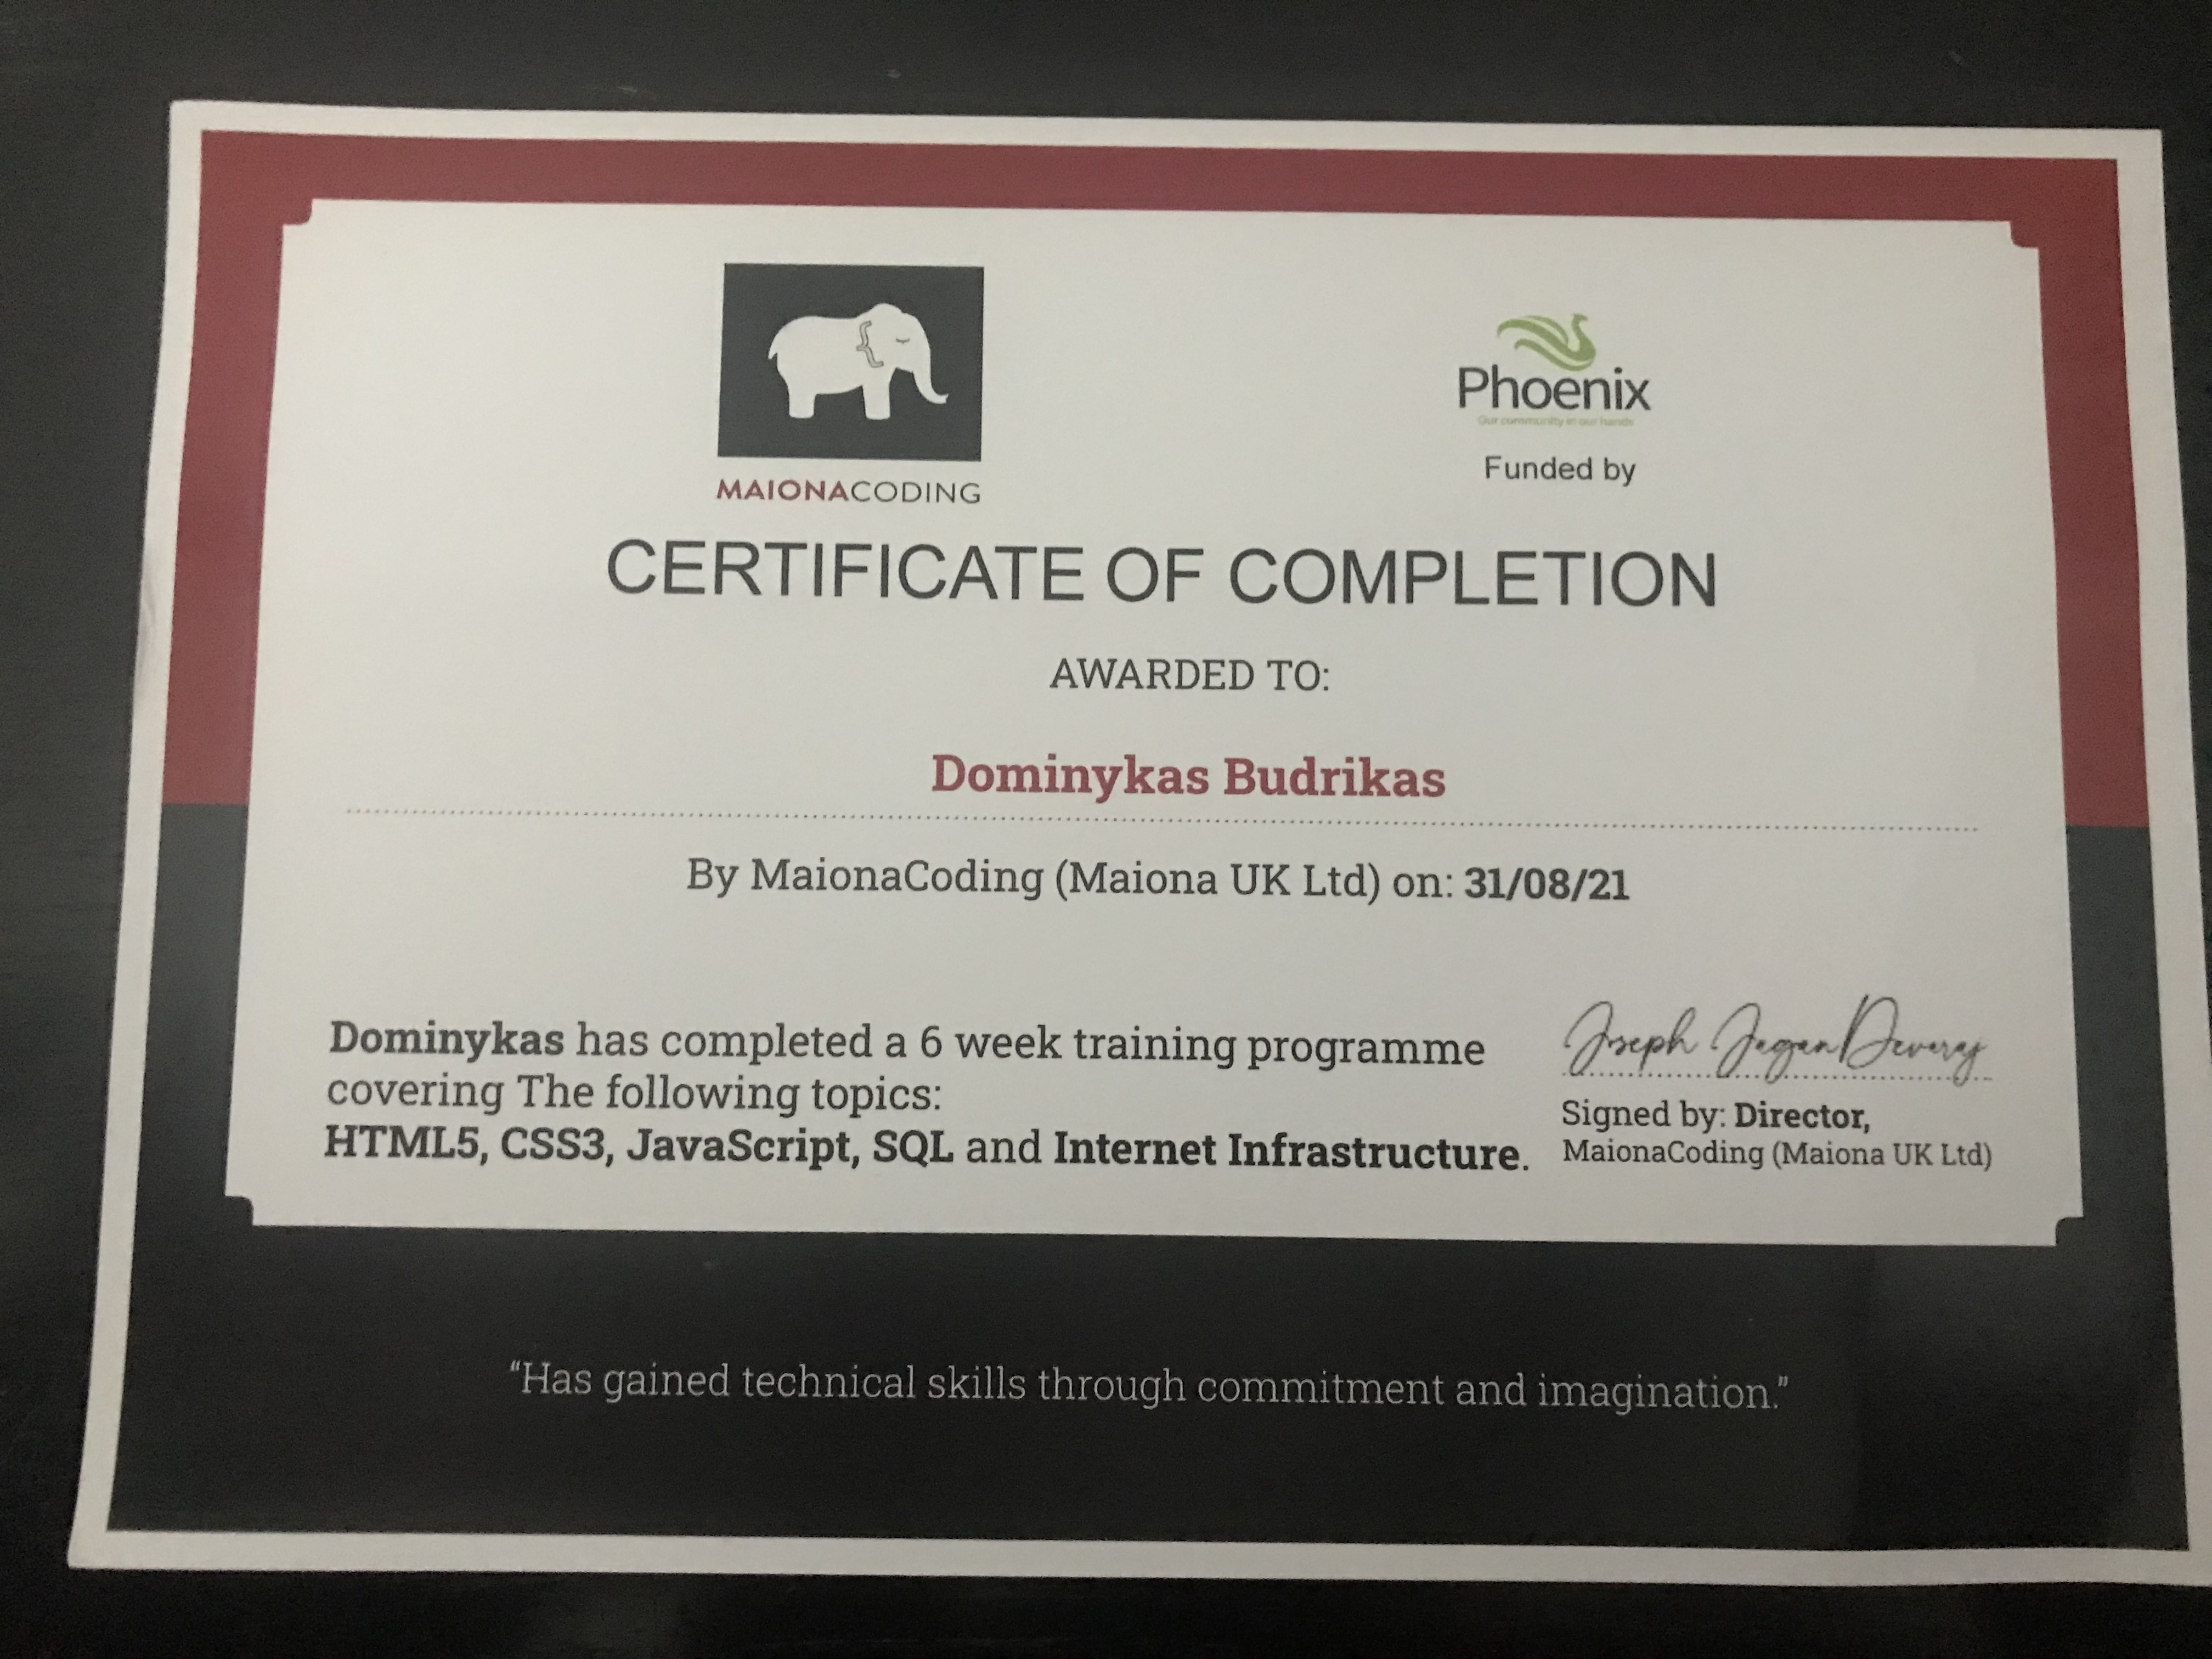 Phoenix
Our community in our hands
Funded by
MAIONACODING
CERTIFICATE OF COMPLETION
AWARDED TO:
Dominykas Budrikas
By MaionaCoding (Maiona UK Ltd) on: 31/08/21
Dominykas has completed a 6 week training programme
covering The following topics:
HTML5, CSS3, JavaScript, SQL and Internet Infrastructure.
Joseph Jagan Devaraj
Signed by: Director,
MaionaCoding (Maiona UK Ltd)
“Has gained technical skills through commitment and imagination.”